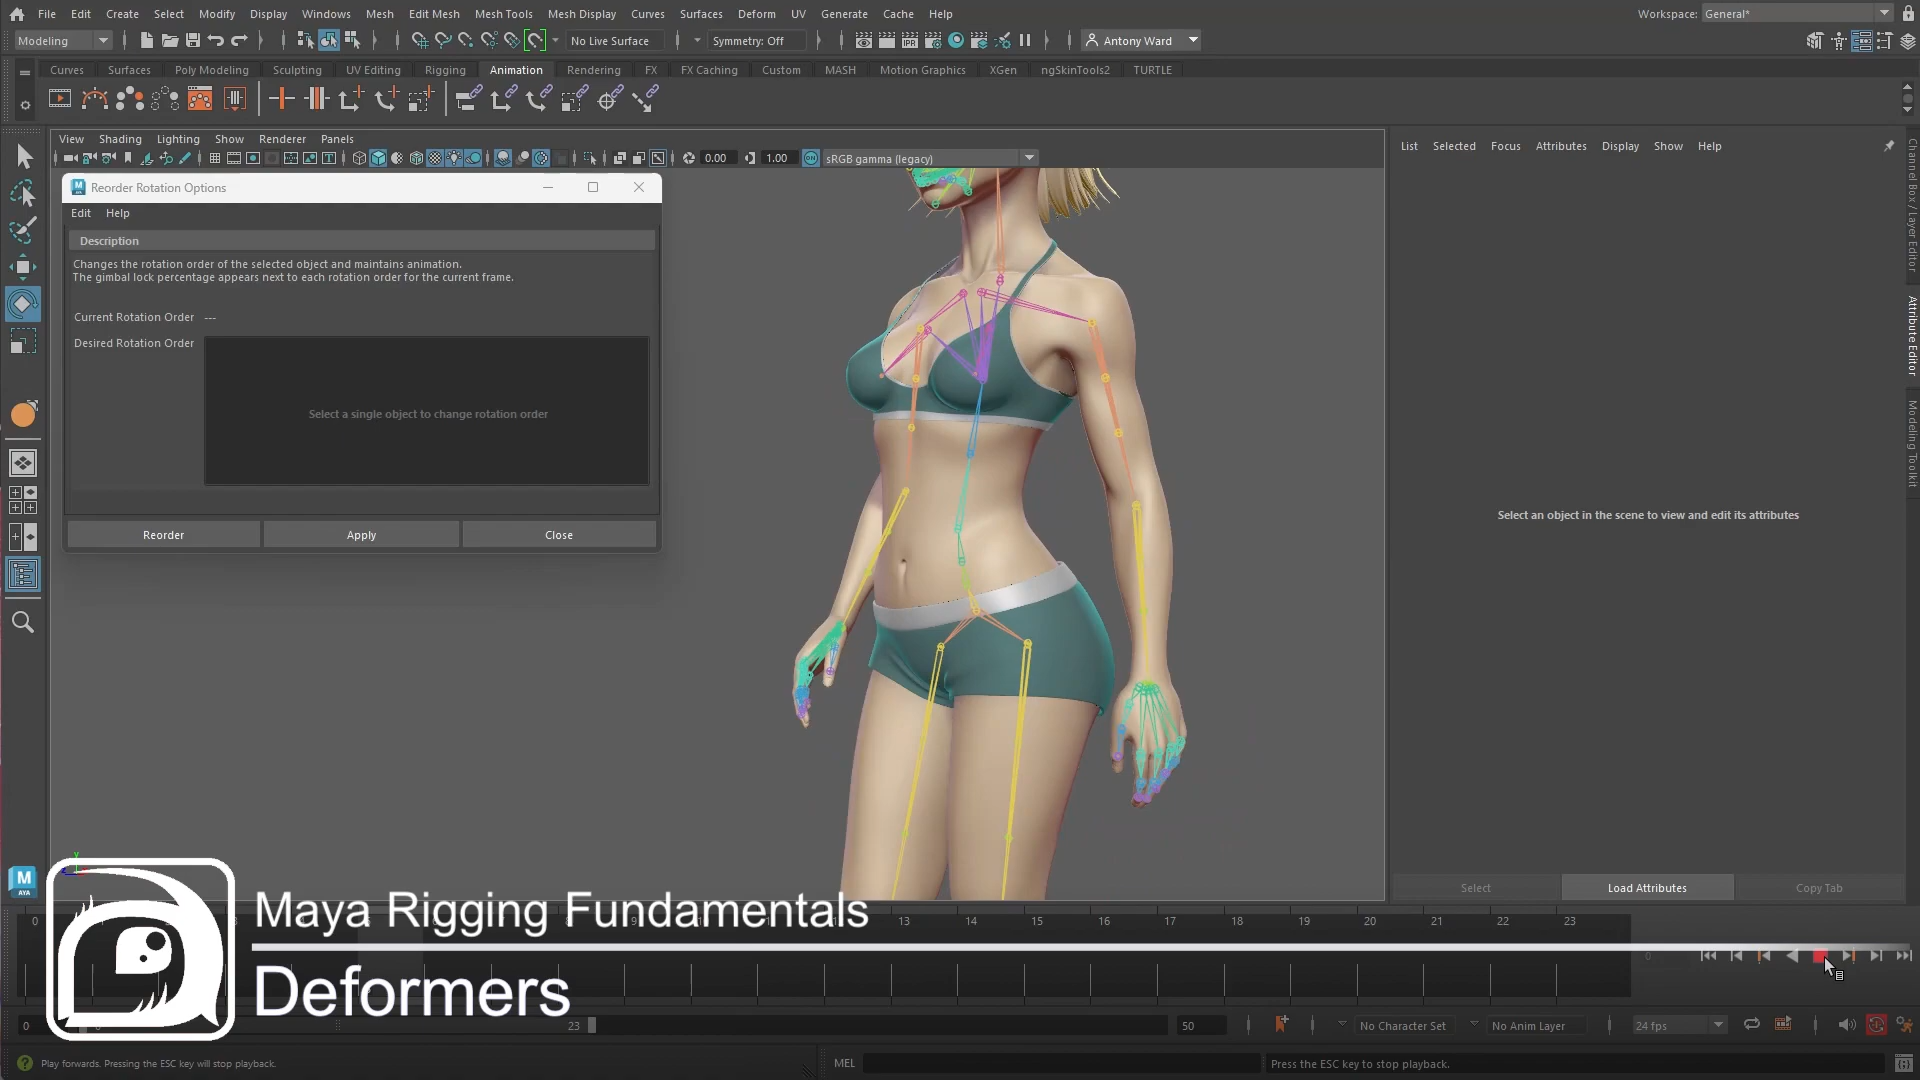 File Edit Create Select Modify Display Windows Mesh Edit Mesh Mesh Tools Mesh Display Curves Surfaces Deform UV Generate Cache Help Workspace: General*
Modeling No Live Surface Symmetry: Off IPR Antony Ward
Curves Surfaces Poly Modeling Sculpting UV Editing Rigging Animation Rendering FX FX Caching Custom MASH Motion Graphics XGen ngSkinTools2 TURTLE
View Shading Lighting Show Renderer Panels
List Selected Focus Attributes Display Show Help
0.00 1.00 sRGB gamma (legacy)
Reorder Rotation Options
Edit Help
Description
Changes the rotation order of the selected object and maintains animation.
The gimbal lock percentage appears next to each rotation order for the current frame.
Current Rotation Order ---
Desired Rotation Order
Select a single object to change rotation order
Reorder Apply Close
Channel Box / Layer Editor
Attribute Editor
Modeling Toolkit
Select an object in the scene to view and edit its attributes
Select Load Attributes Copy Tab
M
AYA
Maya Rigging Fundamentals
Deformers
0 13 14 15 16 17 18 19 20 21 22 23
0 23 50 No Character Set No Anim Layer 24 fps
Play forwards. Pressing the ESC key will stop playback. MEL Press the ESC key to stop playback.